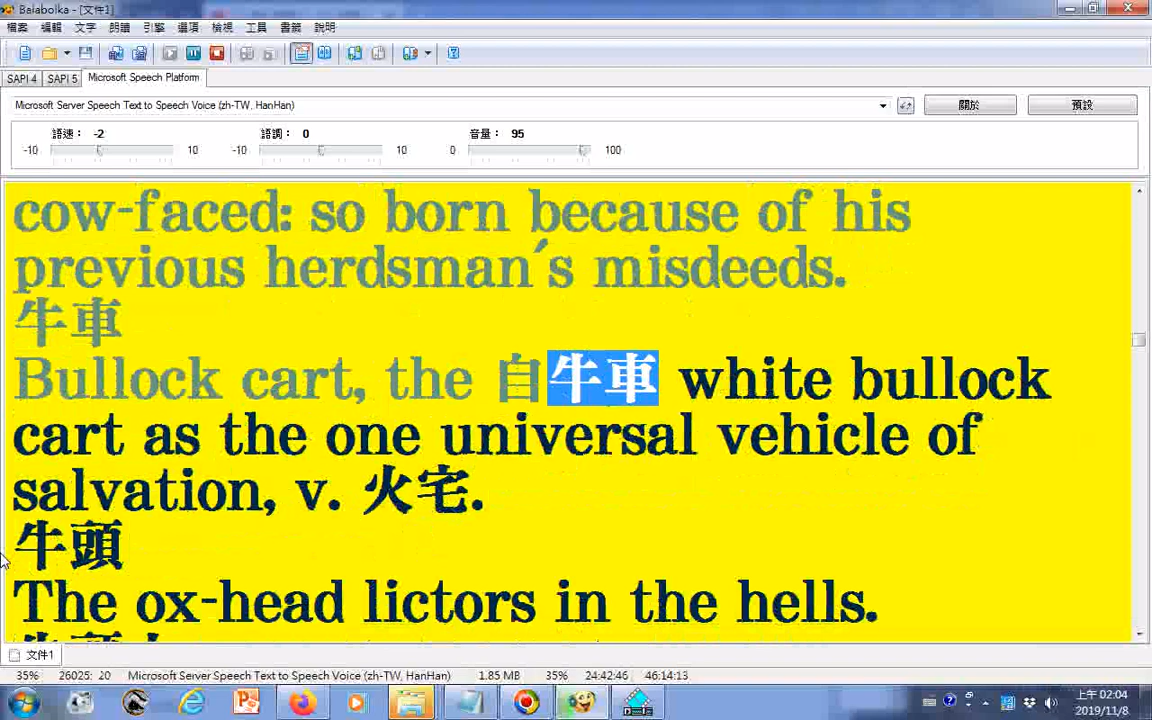 Balabolka - [文件1]
檔案 編輯 文字 朗讀 引擎 選項 檢視 工具 書籤 說明
SAPI 4 SAPI 5 Microsoft Speech Platform
Microsoft Server Speech Text to Speech Voice (zh-TW, HanHan) 關於 預設
語速： -2 語調： 0 音量： 95
-10 10 -10 10 0 100
cow-faced: so born because of his
previous herdsman's misdeeds.
牛車
Bullock cart, the 自牛車 white bullock
cart as the one universal vehicle of
salvation, v. 火宅.
牛頭
The ox-head lictors in the hells.
文件1
35% 26025: 20 Microsoft Server Speech Text to Speech Voice (zh-TW, HanHan) 1.85 MB 35% 24:42:46 46:14:13
上午 02:04
2019/11/8